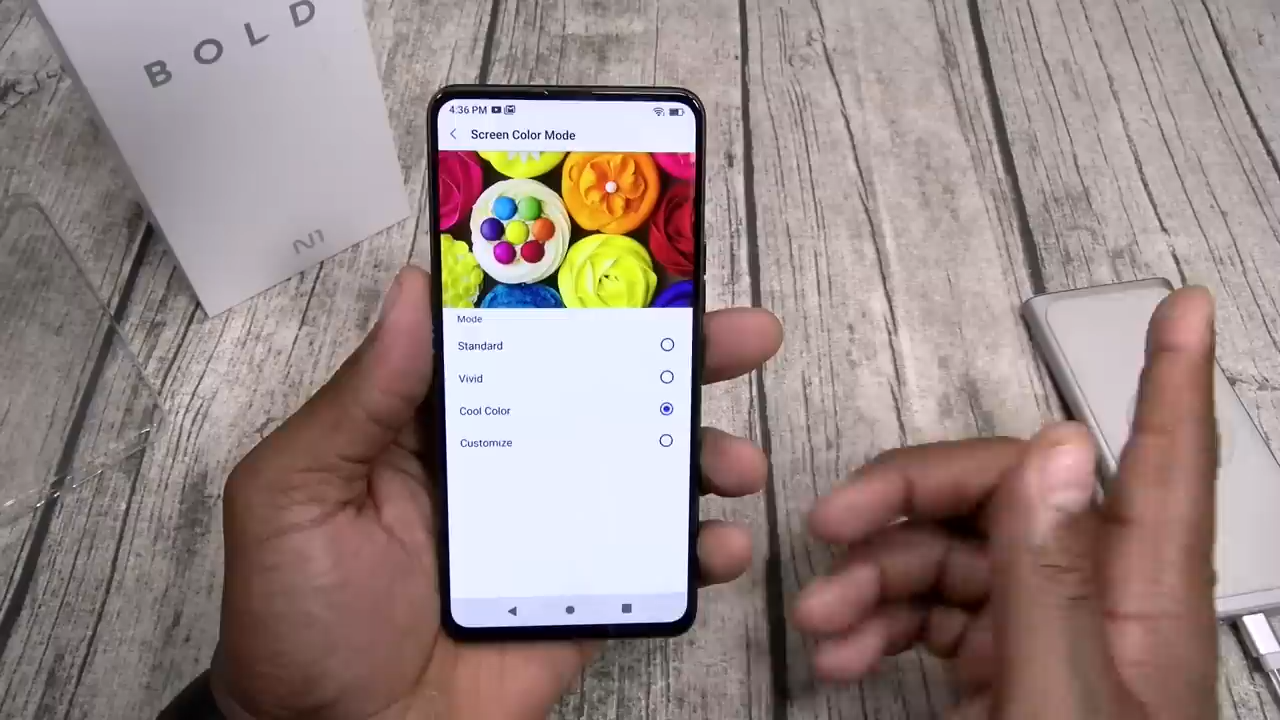 BOLD
N1
4:36 PM
Screen Color Mode
Mode
Standard
Vivid
Cool Color
Customize